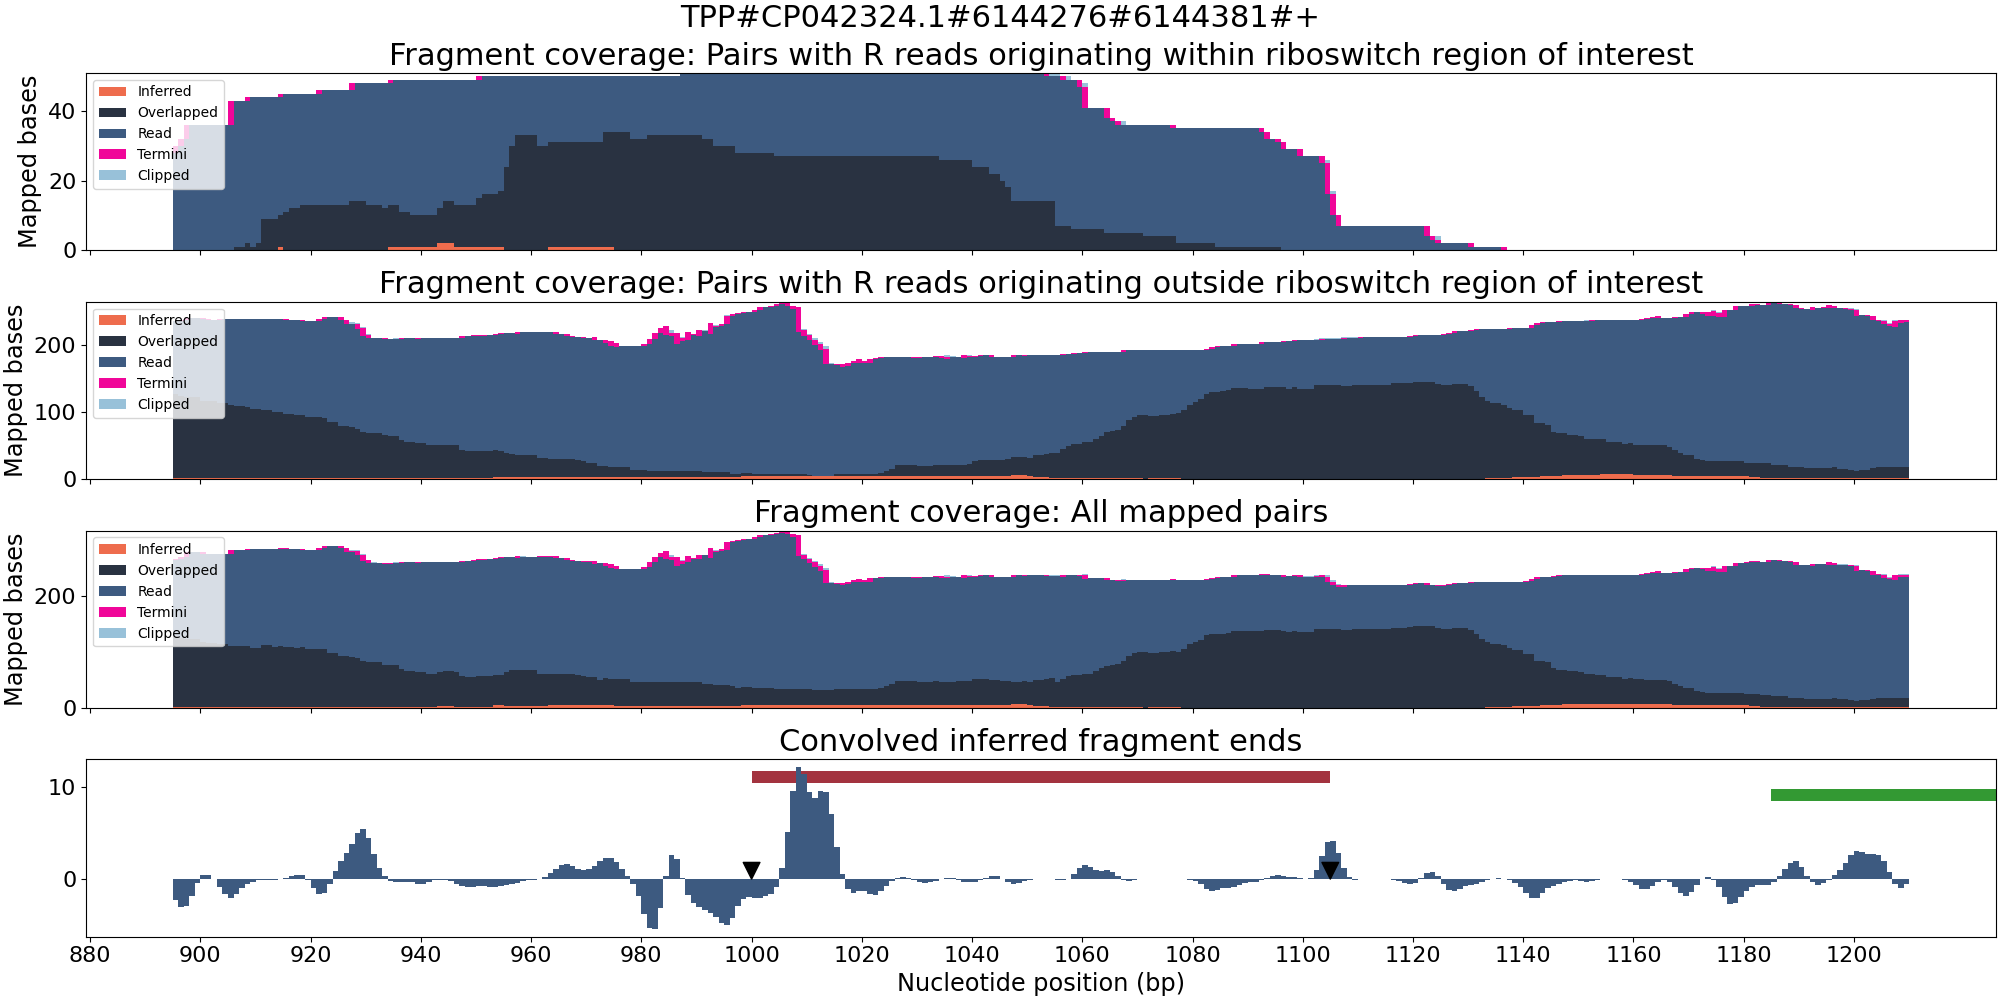 TPP#CP042324.1#6144276#6144381#+
Fragment coverage: Pairs with R reads originating within riboswitch region of interest
Mapped bases
40
20
0
Inferred
Overlapped
Read
Termini
Clipped
Fragment coverage: Pairs with R reads originating outside riboswitch region of interest
Mapped bases
200
100
0
Inferred
Overlapped
Read
Termini
Clipped
Fragment coverage: All mapped pairs
Mapped bases
200
0
Inferred
Overlapped
Read
Termini
Clipped
Convolved inferred fragment ends
10
0
880 900 920 940 960 980 1000 1020 1040 1060 1080 1100 1120 1140 1160 1180 1200
Nucleotide position (bp)